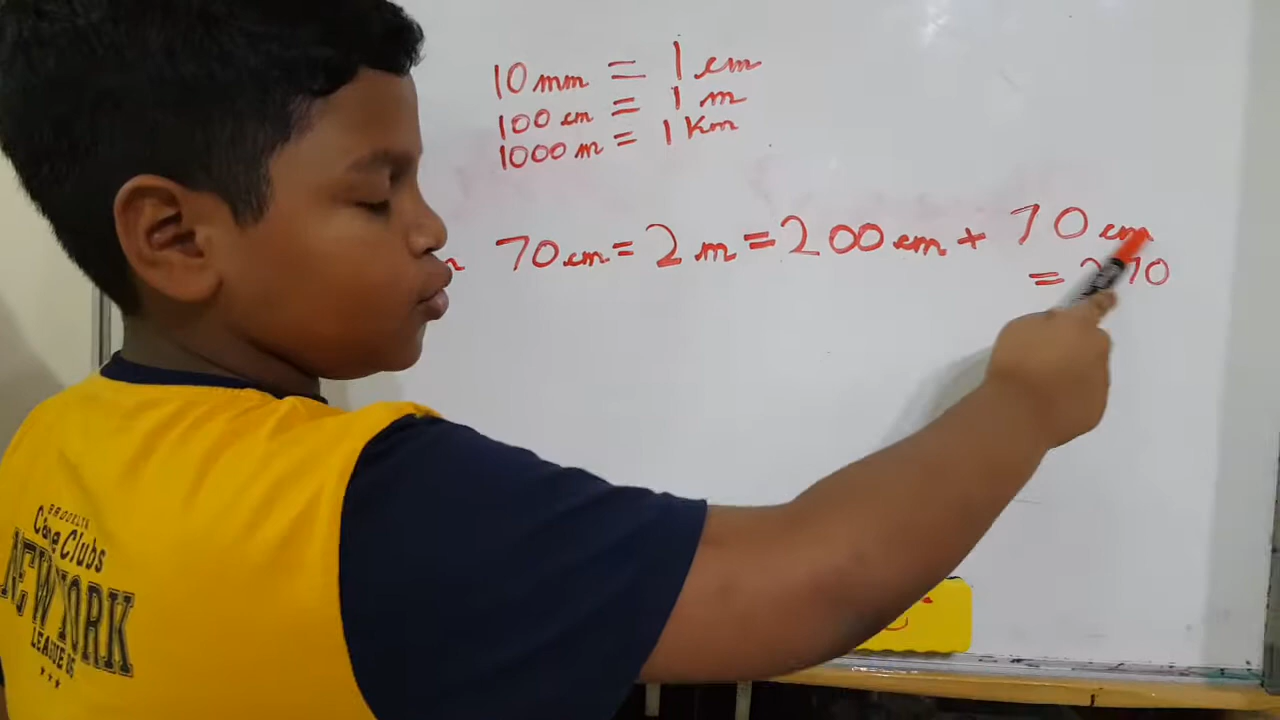 10 mm = 1 cm
100 cm = 1 m
1000 m = 1 Km
70 cm = 2 m = 200 cm + 70 cm
=
BROOKLYN
NEW YORK
LEAGUE